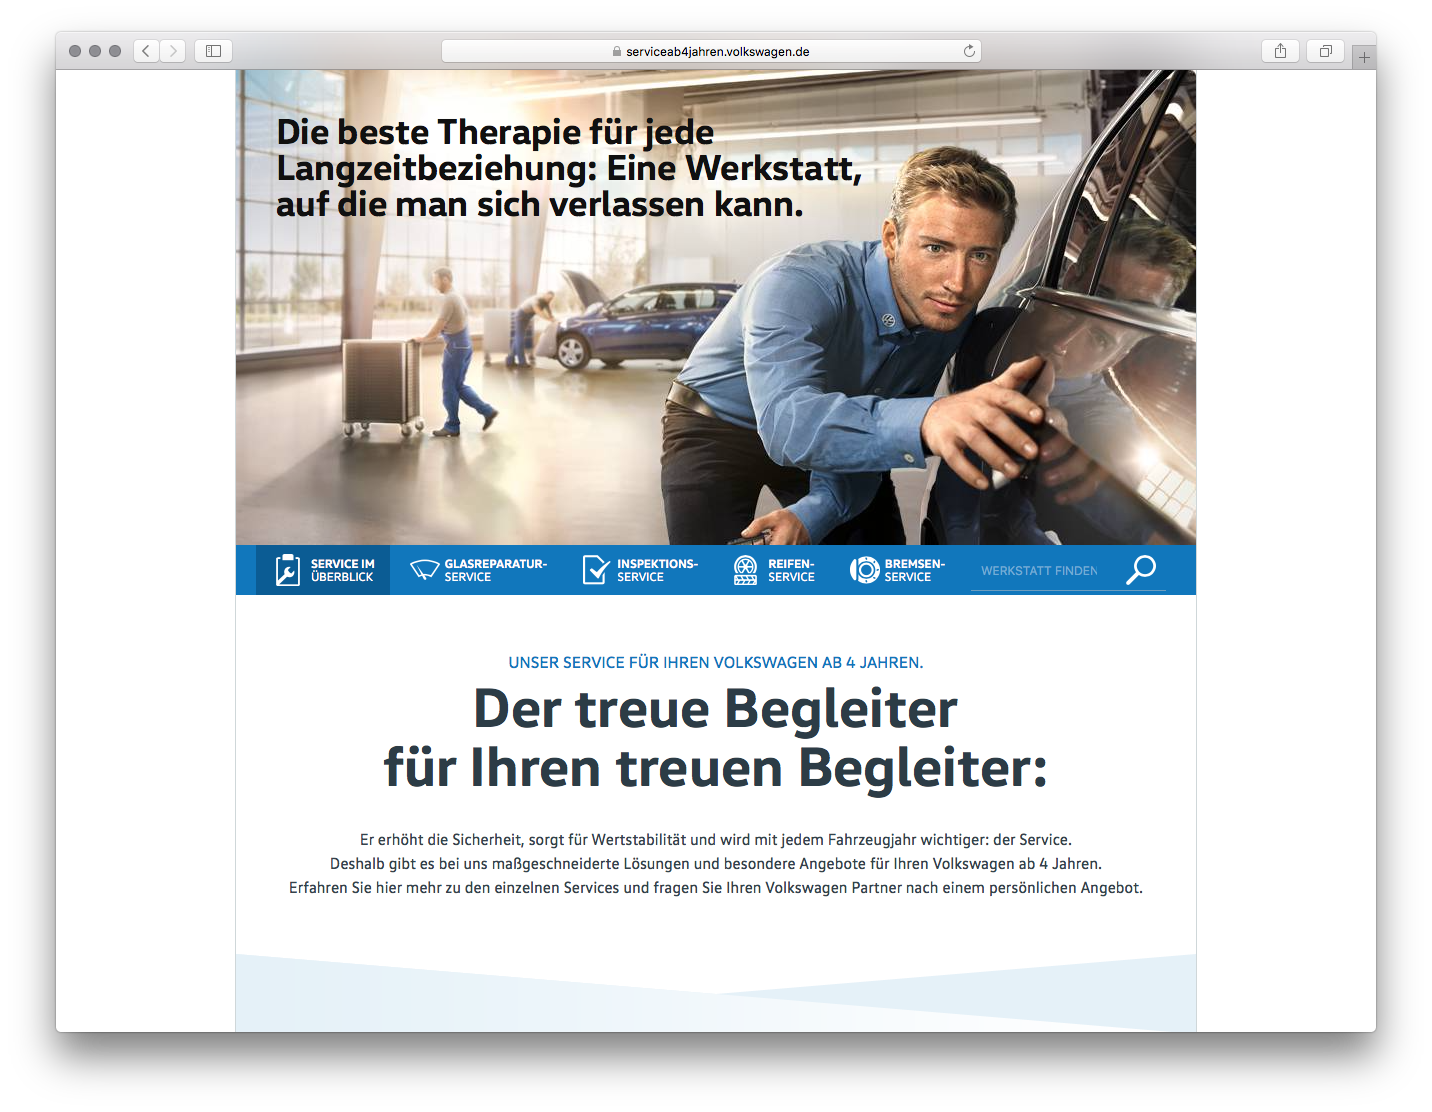 serviceab4jahren.volkswagen.de
Die beste Therapie für jede
Langzeitbeziehung: Eine Werkstatt,
auf die man sich verlassen kann.
SERVICE IM
ÜBERBLICK
GLASREPARATUR-
SERVICE
INSPEKTIONS-
SERVICE
REIFEN-
SERVICE
BREMSEN-
SERVICE
WERKSTATT FINDEN
UNSER SERVICE FÜR IHREN VOLKSWAGEN AB 4 JAHREN.
Der treue Begleiter
für Ihren treuen Begleiter:
Er erhöht die Sicherheit, sorgt für Wertstabilität und wird mit jedem Fahrzeugjahr wichtiger: der Service.
Deshalb gibt es bei uns maßgeschneiderte Lösungen und besondere Angebote für Ihren Volkswagen ab 4 Jahren.
Erfahren Sie hier mehr zu den einzelnen Services und fragen Sie Ihren Volkswagen Partner nach einem persönlichen Angebot.